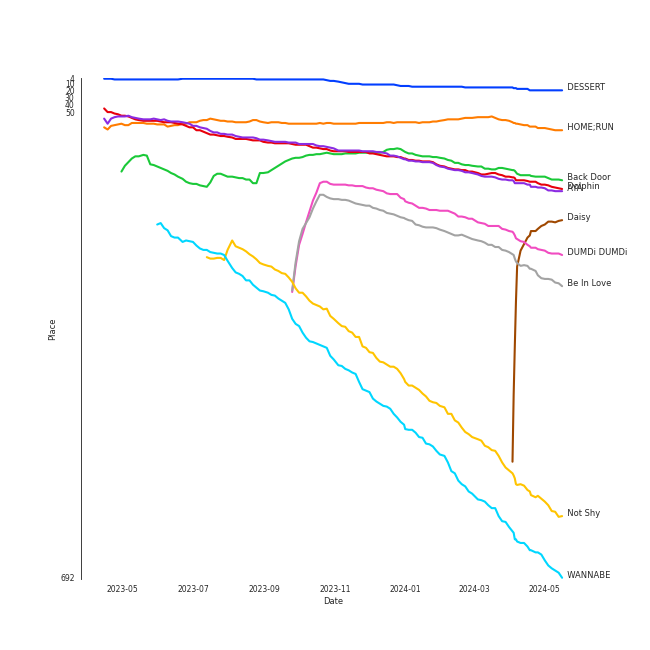 4
10
20
30
40
50
692
Place
2023-05
2023-07
2023-09
2023-11
2024-01
2024-03
2024-05
Date
DESSERT
HOME;RUN
Back Door
Dolphin
Daisy
DUMDi DUMDi
Be In Love
Not Shy
WANNABE